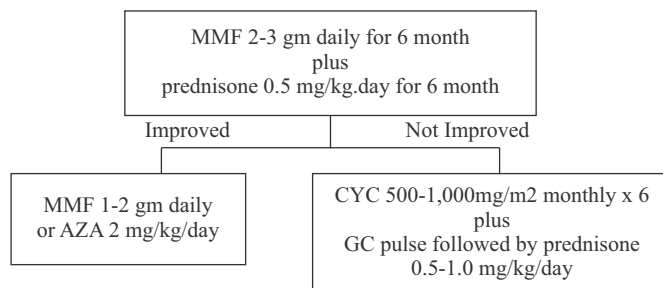 MMF 2-3 gm daily for 6 month
plus
prednisone 0.5 mg/kg.day for 6 month
Improved
Not Improved
MMF 1-2 gm daily
or AZA 2 mg/kg/day
CYC 500-1,000mg/m2 monthly x 6
plus
GC pulse followed by prednisone
0.5-1.0 mg/kg/day